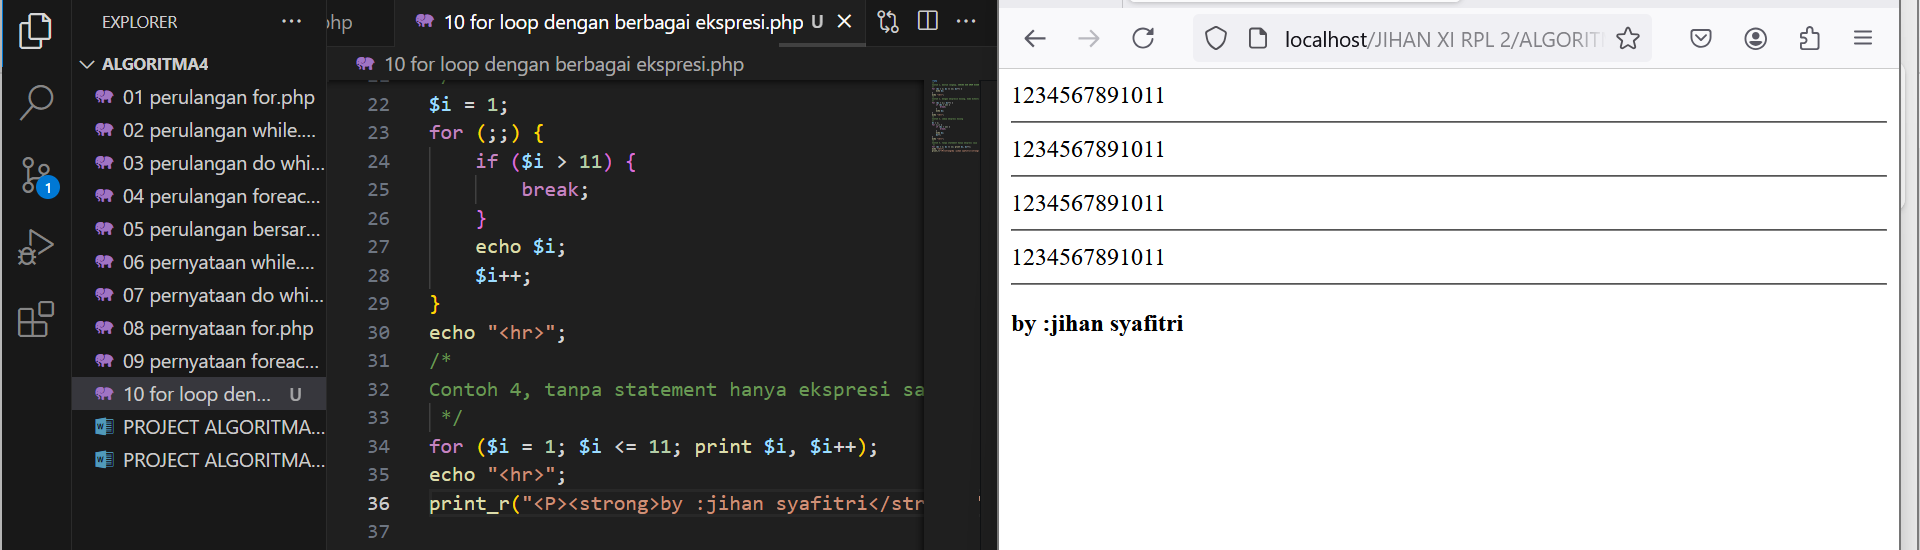 EXPLORER
ALGORITMA4
01 perulangan for.php
02 perulangan while....
03 perulangan do whi...
04 perulangan foreac...
05 perulangan bersar...
06 pernyataan while....
07 pernyataan do whi...
08 pernyataan for.php
09 pernyataan foreac...
10 for loop den... U
PROJECT ALGORITMA...
PROJECT ALGORITMA...
1
hp
10 for loop dengan berbagai ekspresi.php U
10 for loop dengan berbagai ekspresi.php
22 $i = 1;
23 for (;;) {
24 if ($i > 11) {
25 break;
26 }
27 echo $i;
28 $i++;
29 }
30 echo "<hr>";
31 /*
32 Contoh 4, tanpa statement hanya ekspresi sa
33 */
34 for ($i = 1; $i <= 11; print $i, $i++);
35 echo "<hr>";
36 print_r("<P><strong>by :jihan syafitri</str
37
localhost/JIHAN XI RPL 2/ALGORIT
1234567891011
1234567891011
1234567891011
1234567891011
by :jihan syafitri